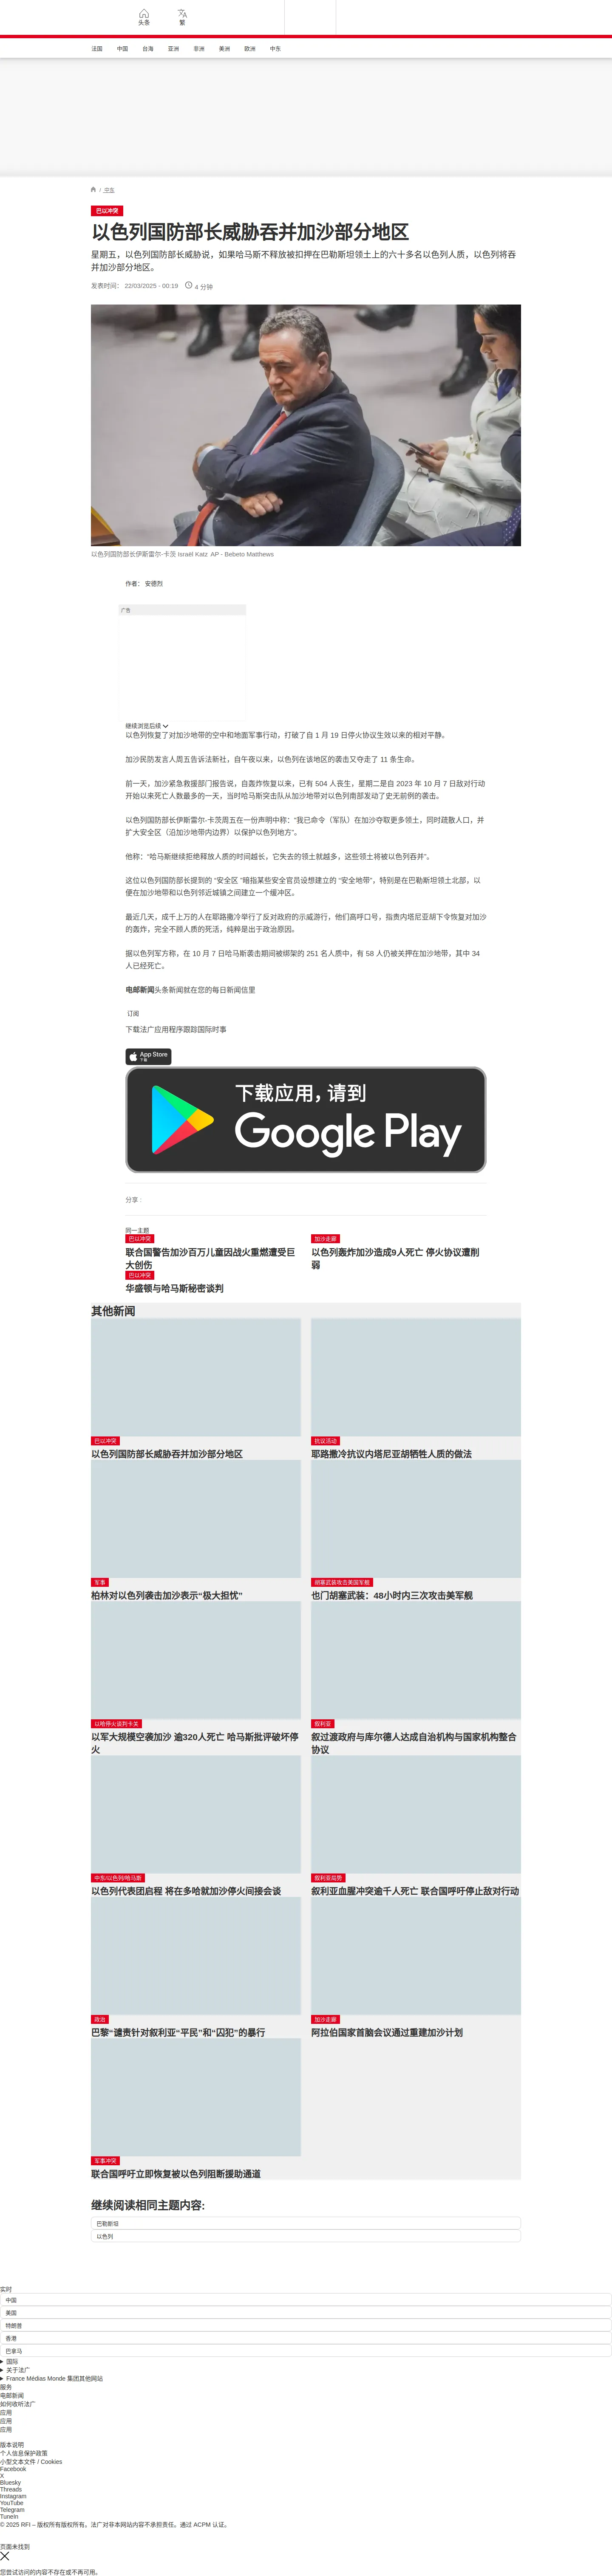 头条
繁
法国
中国
台海
亚洲
非洲
美洲
欧洲
中东
/ 中东
巴以冲突
以色列国防部长威胁吞并加沙部分地区
星期五，以色列国防部长威胁说，如果哈马斯不释放被扣押在巴勒斯坦领土上的六十多名以色列人质，以色列将吞
并加沙部分地区。
发表时间： 22/03/2025 - 00:19
4 分钟
以色列国防部长伊斯雷尔-卡茨 Israël Katz AP - Bebeto Matthews
作者： 安德烈
广告
继续浏览后续
以色列恢复了对加沙地带的空中和地面军事行动，打破了自 1 月 19 日停火协议生效以来的相对平静。
加沙民防发言人周五告诉法新社，自午夜以来，以色列在该地区的袭击又夺走了 11 条生命。
前一天，加沙紧急救援部门报告说，自轰炸恢复以来，已有 504 人丧生，星期二是自 2023 年 10 月 7 日敌对行动
开始以来死亡人数最多的一天，当时哈马斯突击队从加沙地带对以色列南部发动了史无前例的袭击。
以色列国防部长伊斯雷尔-卡茨周五在一份声明中称：“我已命令（军队）在加沙夺取更多领土，同时疏散人口，并
扩大安全区（沿加沙地带内边界）以保护以色列地方”。
他称：“哈马斯继续拒绝释放人质的时间越长，它失去的领土就越多，这些领土将被以色列吞并”。
这位以色列国防部长提到的 “安全区 ”暗指某些安全官员设想建立的 “安全地带”，特别是在巴勒斯坦领土北部，以
便在加沙地带和以色列邻近城镇之间建立一个缓冲区。
最近几天，成千上万的人在耶路撒冷举行了反对政府的示威游行，他们高呼口号，指责内塔尼亚胡下令恢复对加沙
的轰炸，完全不顾人质的死活，纯粹是出于政治原因。
据以色列军方称，在 10 月 7 日哈马斯袭击期间被绑架的 251 名人质中，有 58 人仍被关押在加沙地带，其中 34
人已经死亡。
电邮新闻头条新闻就在您的每日新闻信里
订阅
下载法广应用程序跟踪国际时事
App Store
下载
下载应用，请到
Google Play
分享 :
同一主题
巴以冲突
联合国警告加沙百万儿童因战火重燃遭受巨
大创伤
加沙走廊
以色列轰炸加沙造成9人死亡 停火协议遭削
弱
巴以冲突
华盛顿与哈马斯秘密谈判
其他新闻
巴以冲突
以色列国防部长威胁吞并加沙部分地区
抗议活动
耶路撒冷抗议内塔尼亚胡牺牲人质的做法
军事
柏林对以色列袭击加沙表示“极大担忧”
胡塞武装攻击美国军舰
也门胡塞武装：48小时内三次攻击美军舰
以哈停火谈判卡关
以军大规模空袭加沙 逾320人死亡 哈马斯批评破坏停
火
叙利亚
叙过渡政府与库尔德人达成自治机构与国家机构整合
协议
中东/以色列/哈马斯
以色列代表团启程 将在多哈就加沙停火间接会谈
叙利亚局势
叙利亚血腥冲突逾千人死亡 联合国呼吁停止敌对行动
政治
巴黎“谴责针对叙利亚“平民”和“囚犯”的暴行
加沙走廊
阿拉伯国家首脑会议通过重建加沙计划
军事冲突
联合国呼吁立即恢复被以色列阻断援助通道
继续阅读相同主题内容:
巴勒斯坦
以色列
实时
中国
美国
特朗普
香港
巴拿马
国际
关于法广
France Médias Monde 集团其他网站
服务
电邮新闻
如何收听法广
应用
应用
应用
版本说明
个人信息保护政策
小型文本文件 / Cookies
Facebook
X
Bluesky
Threads
Instagram
YouTube
Telegram
TuneIn
© 2025 RFI – 版权所有版权所有。法广对非本网站内容不承担责任。通过 ACPM 认证。
页面未找到
您尝试访问的内容不存在或不再可用。